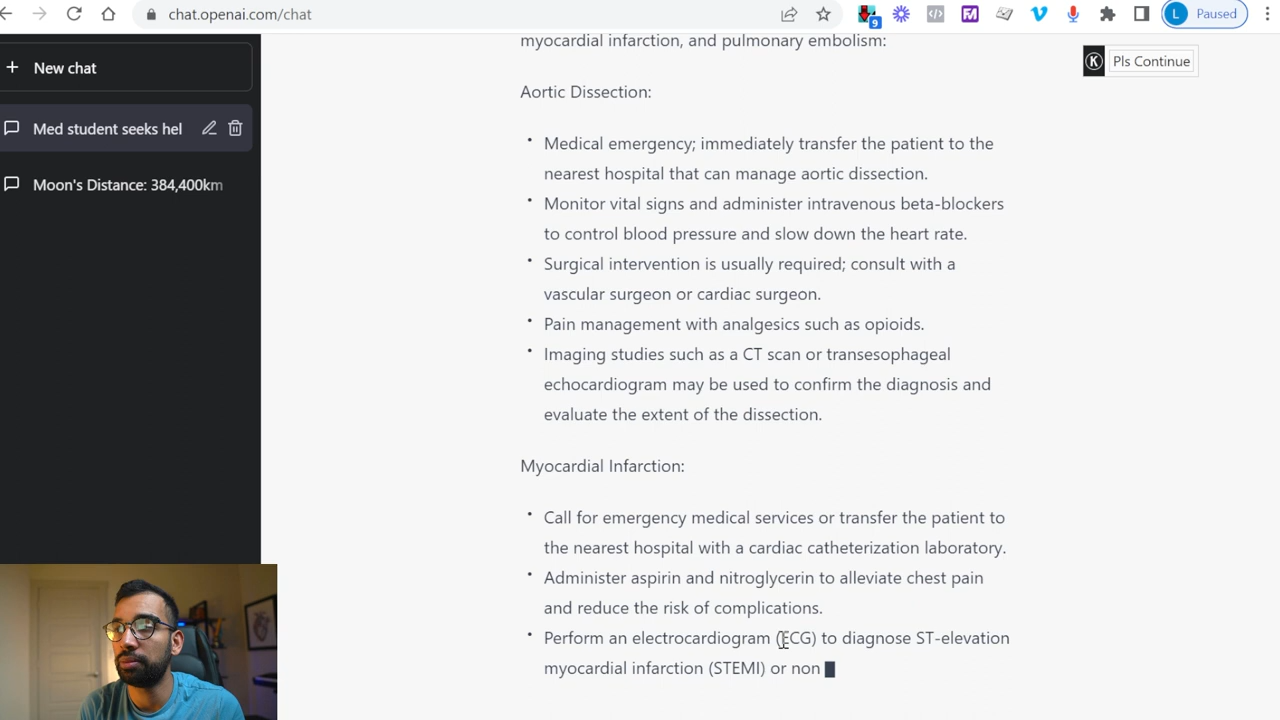 chat.openai.com/chat
9
L Paused
+ New chat
Med student seeks hel
Moon's Distance: 384,400km
K Pls Continue
myocardial infarction, and pulmonary embolism:
Aortic Dissection:
• Medical emergency; immediately transfer the patient to the
nearest hospital that can manage aortic dissection.
• Monitor vital signs and administer intravenous beta-blockers
to control blood pressure and slow down the heart rate.
• Surgical intervention is usually required; consult with a
vascular surgeon or cardiac surgeon.
• Pain management with analgesics such as opioids.
• Imaging studies such as a CT scan or transesophageal
echocardiogram may be used to confirm the diagnosis and
evaluate the extent of the dissection.
Myocardial Infarction:
• Call for emergency medical services or transfer the patient to
the nearest hospital with a cardiac catheterization laboratory.
• Administer aspirin and nitroglycerin to alleviate chest pain
and reduce the risk of complications.
• Perform an electrocardiogram (ECG) to diagnose ST-elevation
myocardial infarction (STEMI) or non